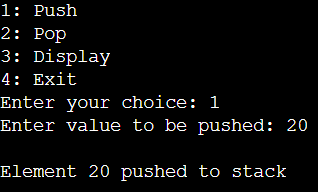 1: Push
2: Pop
3: Display
4: Exit
Enter your choice: 1
Enter value to be pushed: 20
Element 20 pushed to stack